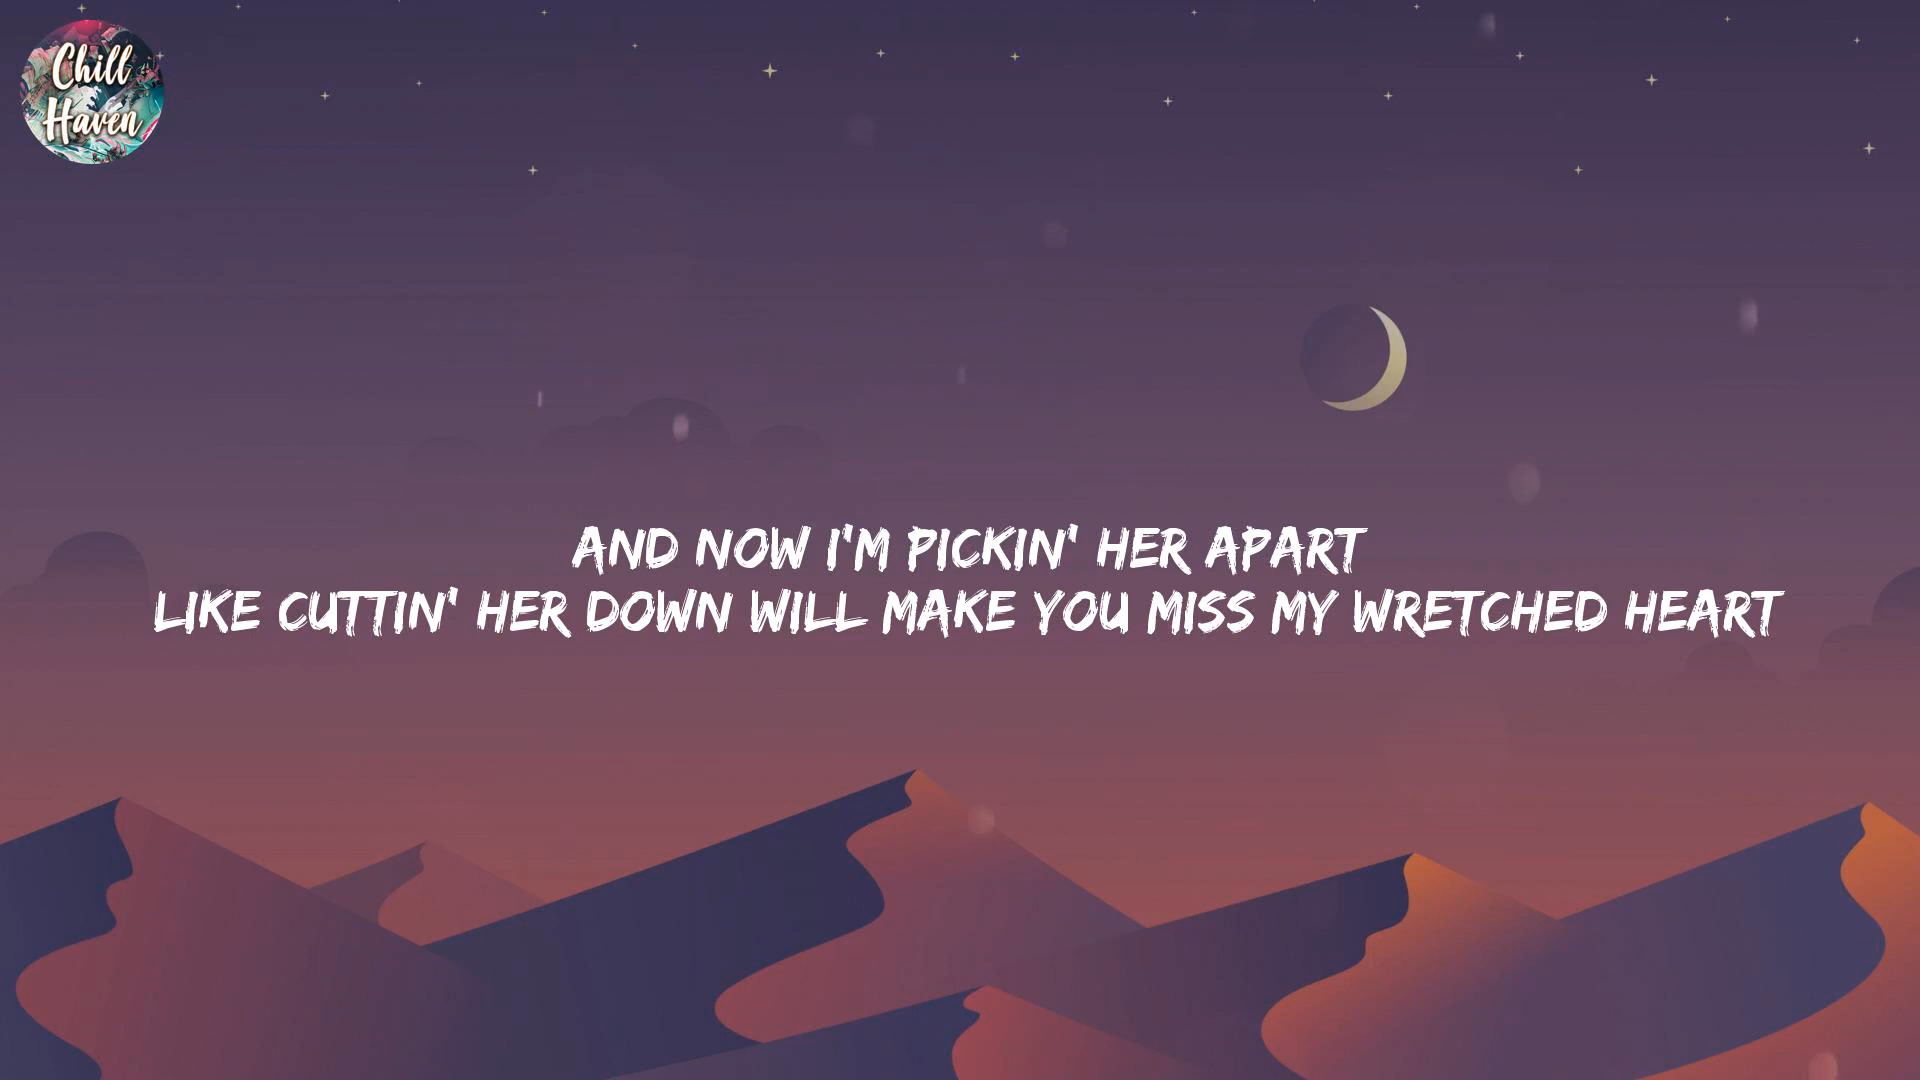 Chill
Haven
AND NOW I'M PICKIN' HER APART
LIKE CUTTIN' HER DOWN WILL MAKE YOU MISS MY WRETCHED HEART